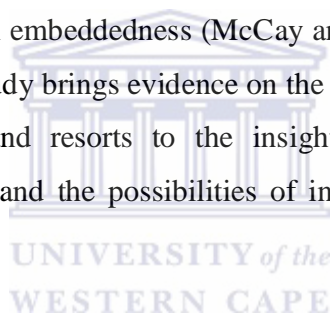 embeddedness (McCay an
dy brings evidence on the
nd resorts to the insight
and the possibilities of in
UNIVERSITY of the
WESTERN CAPE